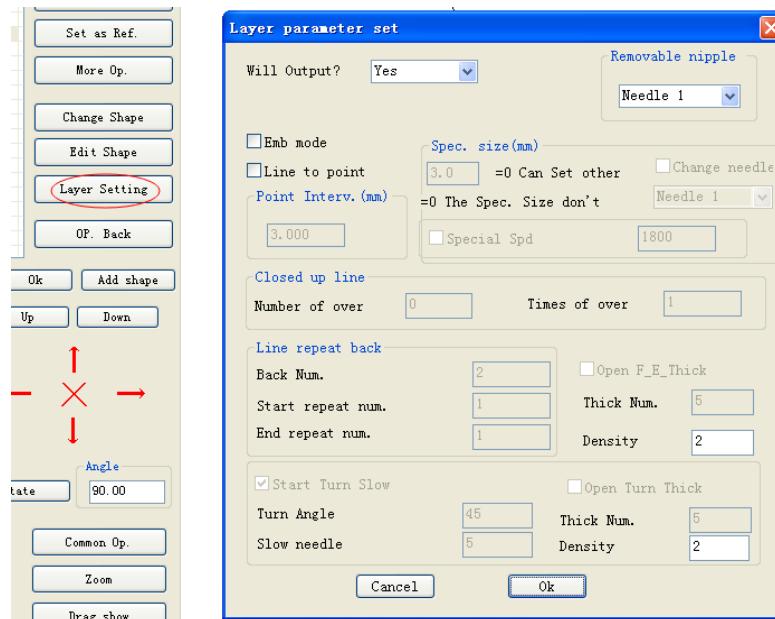 Set as Ref.
More Op.
Change Shape
Edit Shape
Layer Setting
OP. Back
Ok
Add shape
Up
Down
Angle
tate
90.00
Common Op.
Zoom
Drag show
Layer parameter set
Will Output?
Yes
Removable nipple
Needle 1
Emb mode
Line to point
Point Interv.(mm)
3.000
Spec. size(mm)
3.0
=0 Can Set other
Change needle
=0 The Spec. Size don't
Needle 1
Special Spd
1800
Closed up line
Number of over
0
Times of over
1
Line repeat back
Back Num.
2
Start repeat num.
1
End repeat num.
1
Open F_E_Thick
Thick Num.
5
Density
2
Start Turn Slow
Turn Angle
45
Slow needle
5
Open Turn Thick
Thick Num.
5
Density
2
Cancel
Ok